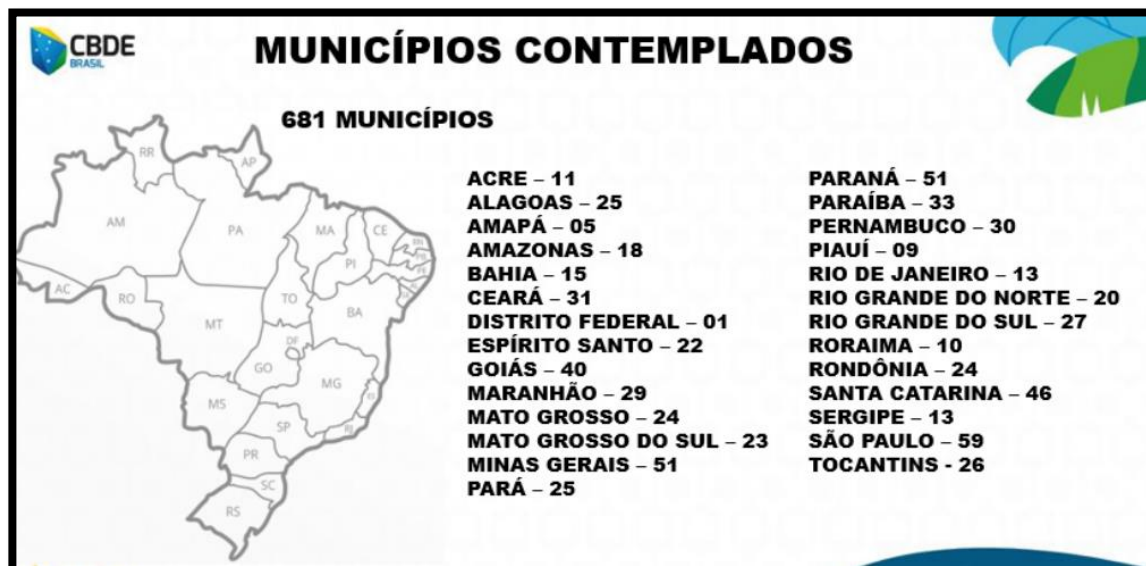 CBDE
BRASIL
MUNICÍPIOS CONTEMPLADOS
681 MUNICÍPIOS
ACRE – 11
ALAGOAS – 25
AMAPÁ – 05
AMAZONAS – 18
BAHIA – 15
CEARÁ – 31
DISTRITO FEDERAL – 01
ESPÍRITO SANTO – 22
GOIÁS – 40
MARANHÃO – 29
MATO GROSSO – 24
MATO GROSSO DO SUL – 23
MINAS GERAIS – 51
PARÁ – 25
PARANÁ – 51
PARAÍBA – 33
PERNAMBUCO – 30
PIAUÍ – 09
RIO DE JANEIRO – 13
RIO GRANDE DO NORTE – 20
RIO GRANDE DO SUL – 27
RORAIMA – 10
RONDÔNIA – 24
SANTA CATARINA – 46
SERGIPE – 13
SÃO PAULO – 59
TOCANTINS - 26
RR
AP
AM
PA
MA
CE
RN
PB
PE
PI
AL
AC
RO
TO
BA
MT
DF
GO
MG
ES
MS
SP
RJ
PR
SC
RS